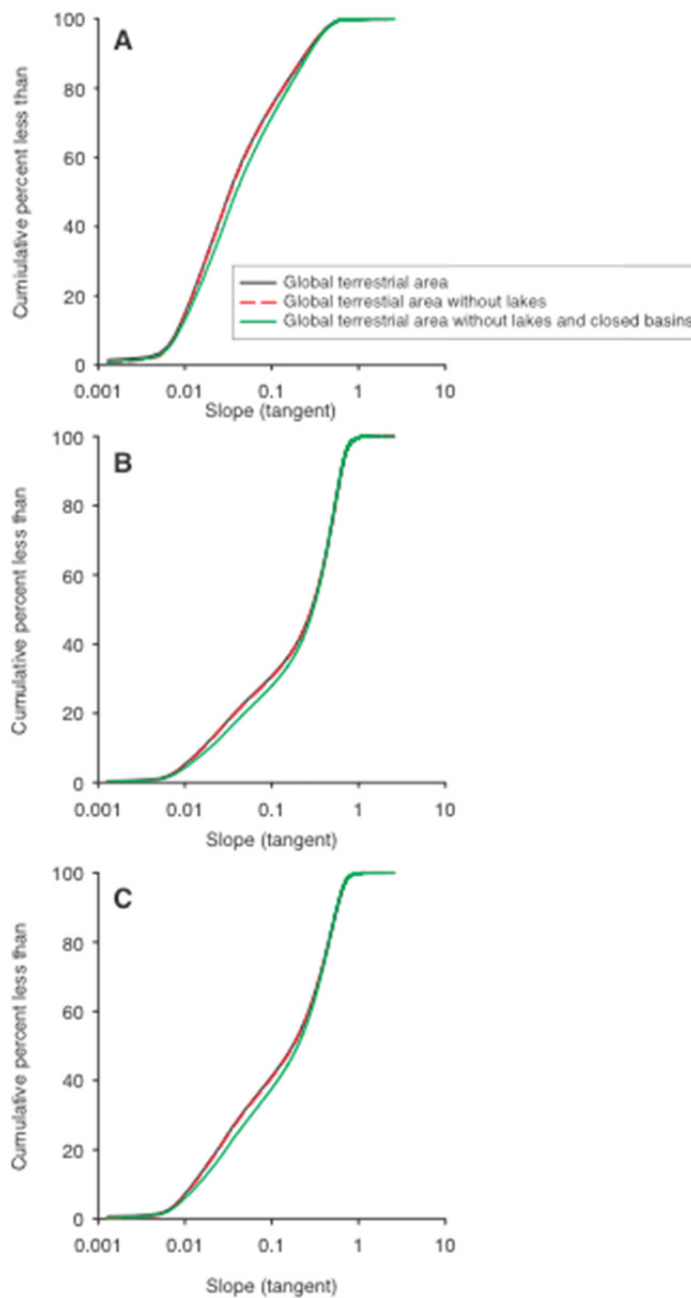 A
Cumiulative percent less than
100
80
60
40
20
0
Global terrestrial area
Global terrestial area without lakes
Global terrestrial area without lakes and closed basins
0.001 0.01 0.1 1 10
Slope (tangent)
B
Cumulative percent less than
100
80
60
40
20
0
0.001 0.01 0.1 1 10
Slope (tangent)
C
Cumulative percent less than
100
80
60
40
20
0
0.001 0.01 0.1 1 10
Slope (tangent)